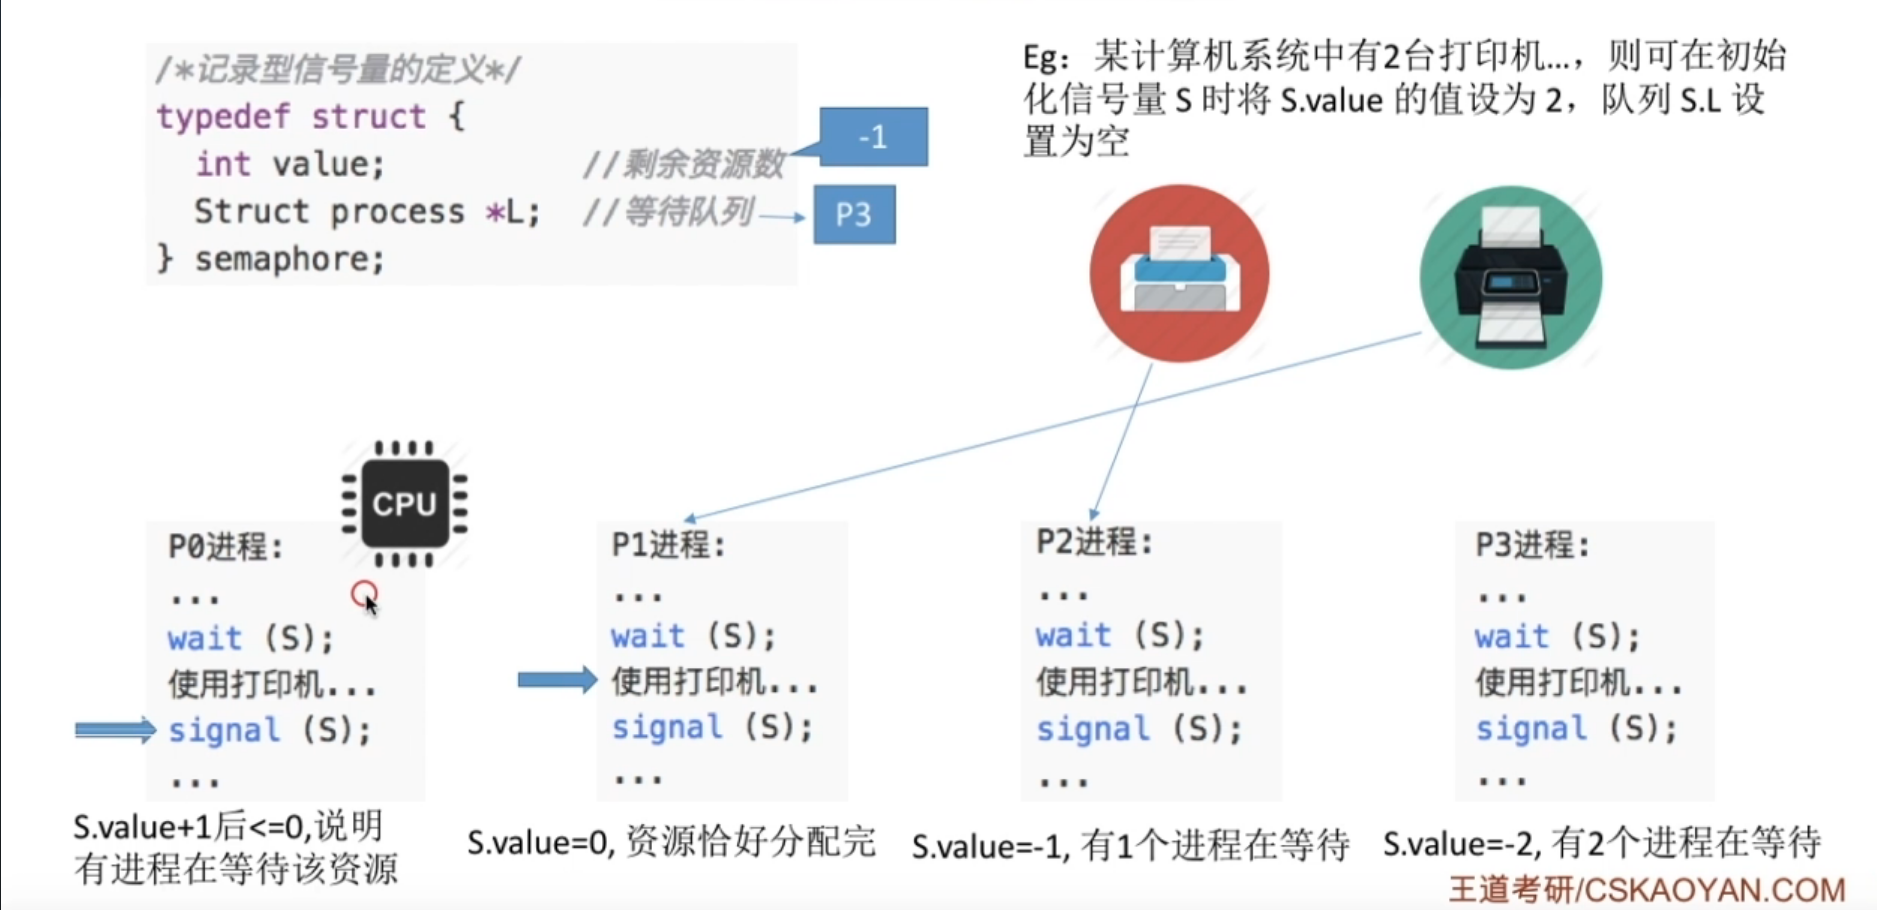 /*记录型信号量的定义*/
typedef struct {
int value; //剩余资源数
Struct process *L; //等待队列
} semaphore;
-1
P3
Eg：某计算机系统中有2台打印机...，则可在初始
化信号量 S 时将 S.value 的值设为 2，队列 S.L 设
置为空
CPU
P0进程:
...
wait (S);
使用打印机...
signal (S);
...
S.value+1后<=0,说明
有进程在等待该资源
P1进程:
...
wait (S);
使用打印机...
signal (S);
...
S.value=0, 资源恰好分配完
P2进程:
...
wait (S);
使用打印机...
signal (S);
...
S.value=-1, 有1个进程在等待
P3进程:
...
wait (S);
使用打印机...
signal (S);
...
S.value=-2, 有2个进程在等待
王道考研/CSKAOYAN.COM